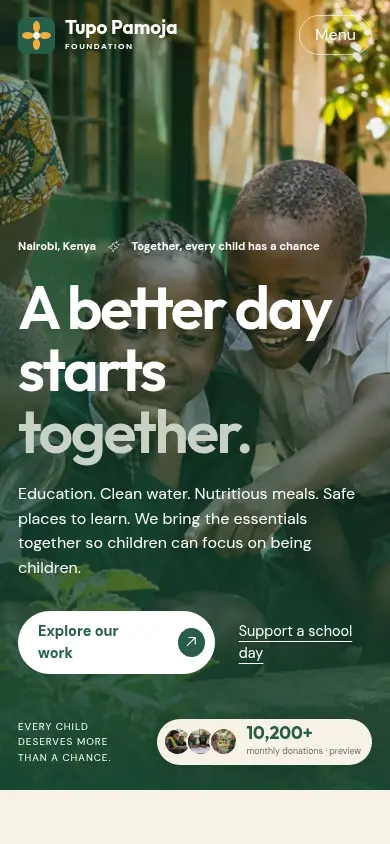 Tupo Pamoja
FOUNDATION
Menu
Nairobi, Kenya
Together, every child has a chance
A better day
starts
together.
Education. Clean water. Nutritious meals. Safe
places to learn. We bring the essentials
together so children can focus on being
children.
Explore our
work
Support a school
day
EVERY CHILD
DESERVES MORE
THAN A CHANCE.
10,200+
monthly donations · preview